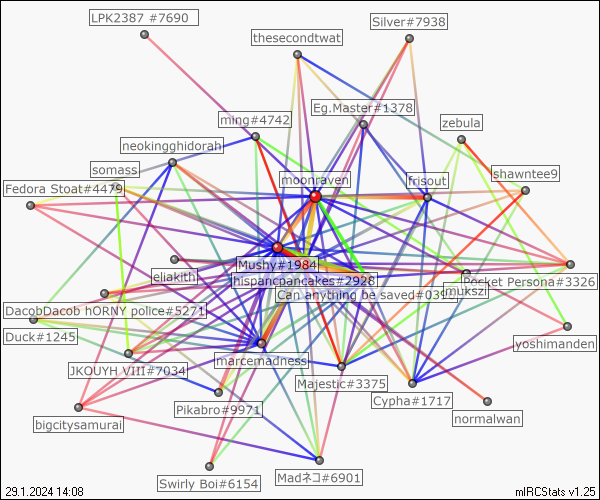 LPK2387 #7690
Silver#7938
thesecondtwat
Eg.Master#1378
ming#4742
zebula
neokingghidorah
somass
moonraven
frisout
lshawntee9
Fedora Stoat#4479
Mushy#1984
eliakith
hispancpancakes#2928
Pocket Persona#3326
mukszi
Can anything be saved#039
DacobDacob hORNY police#5271
Duck#1245
yoshimanden
marcemadness
JKOUYH VIII#7034
Majestic#3375
Cypha#1717
Pikabro#9971
normalwan
bigcitysamurai
Swirly Boi#6154
Madネコ#6901
29.1.2024 14:08
mIRCStats v1.25